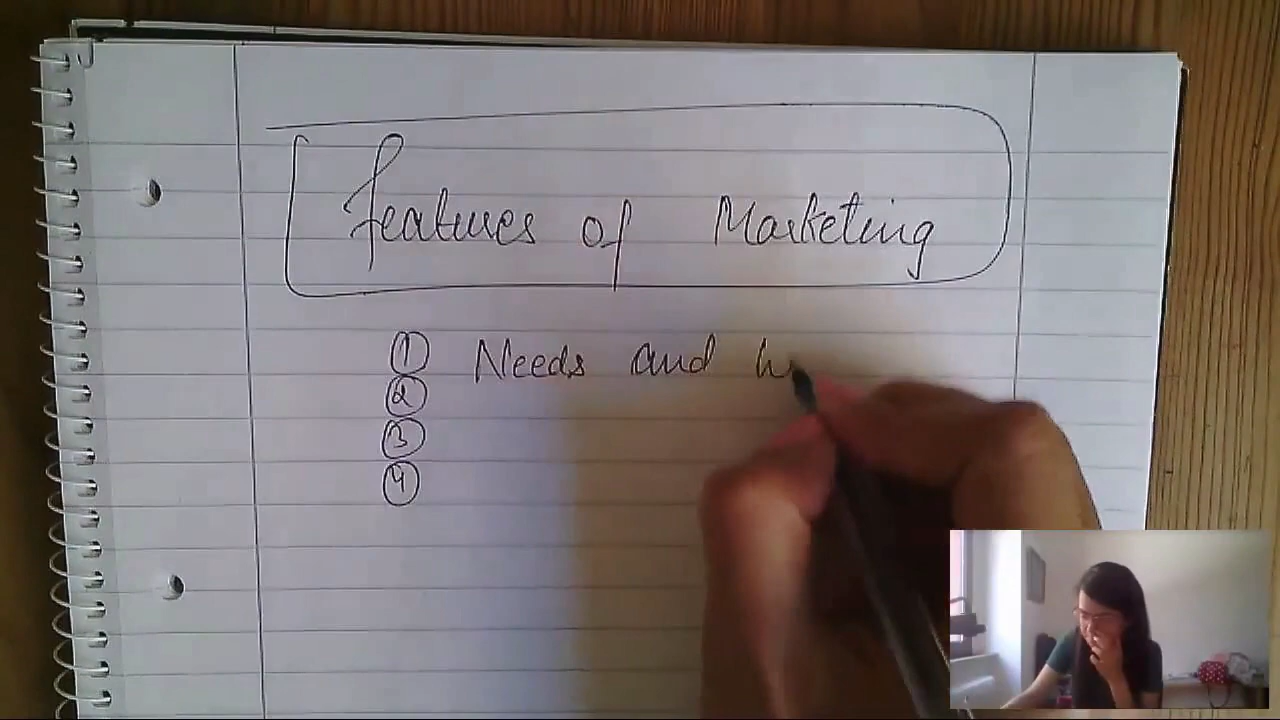 Features of Marketing
① Needs and w
②
③
④